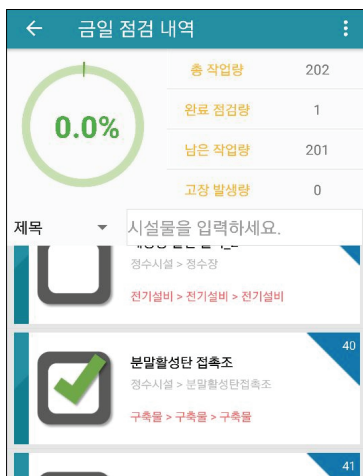 금일 점검 내역
총 작업량 202
완료 점검량 1
0.0%
남은 작업량 201
고장 발생량 0
제목 시설물을 입력하세요.
정수시설 > 정수장
전기설비 > 전기설비 > 전기설비
40
분말활성탄 접촉조
정수시설 > 분말활성탄접촉조
구축물 > 구축물 > 구축물
41